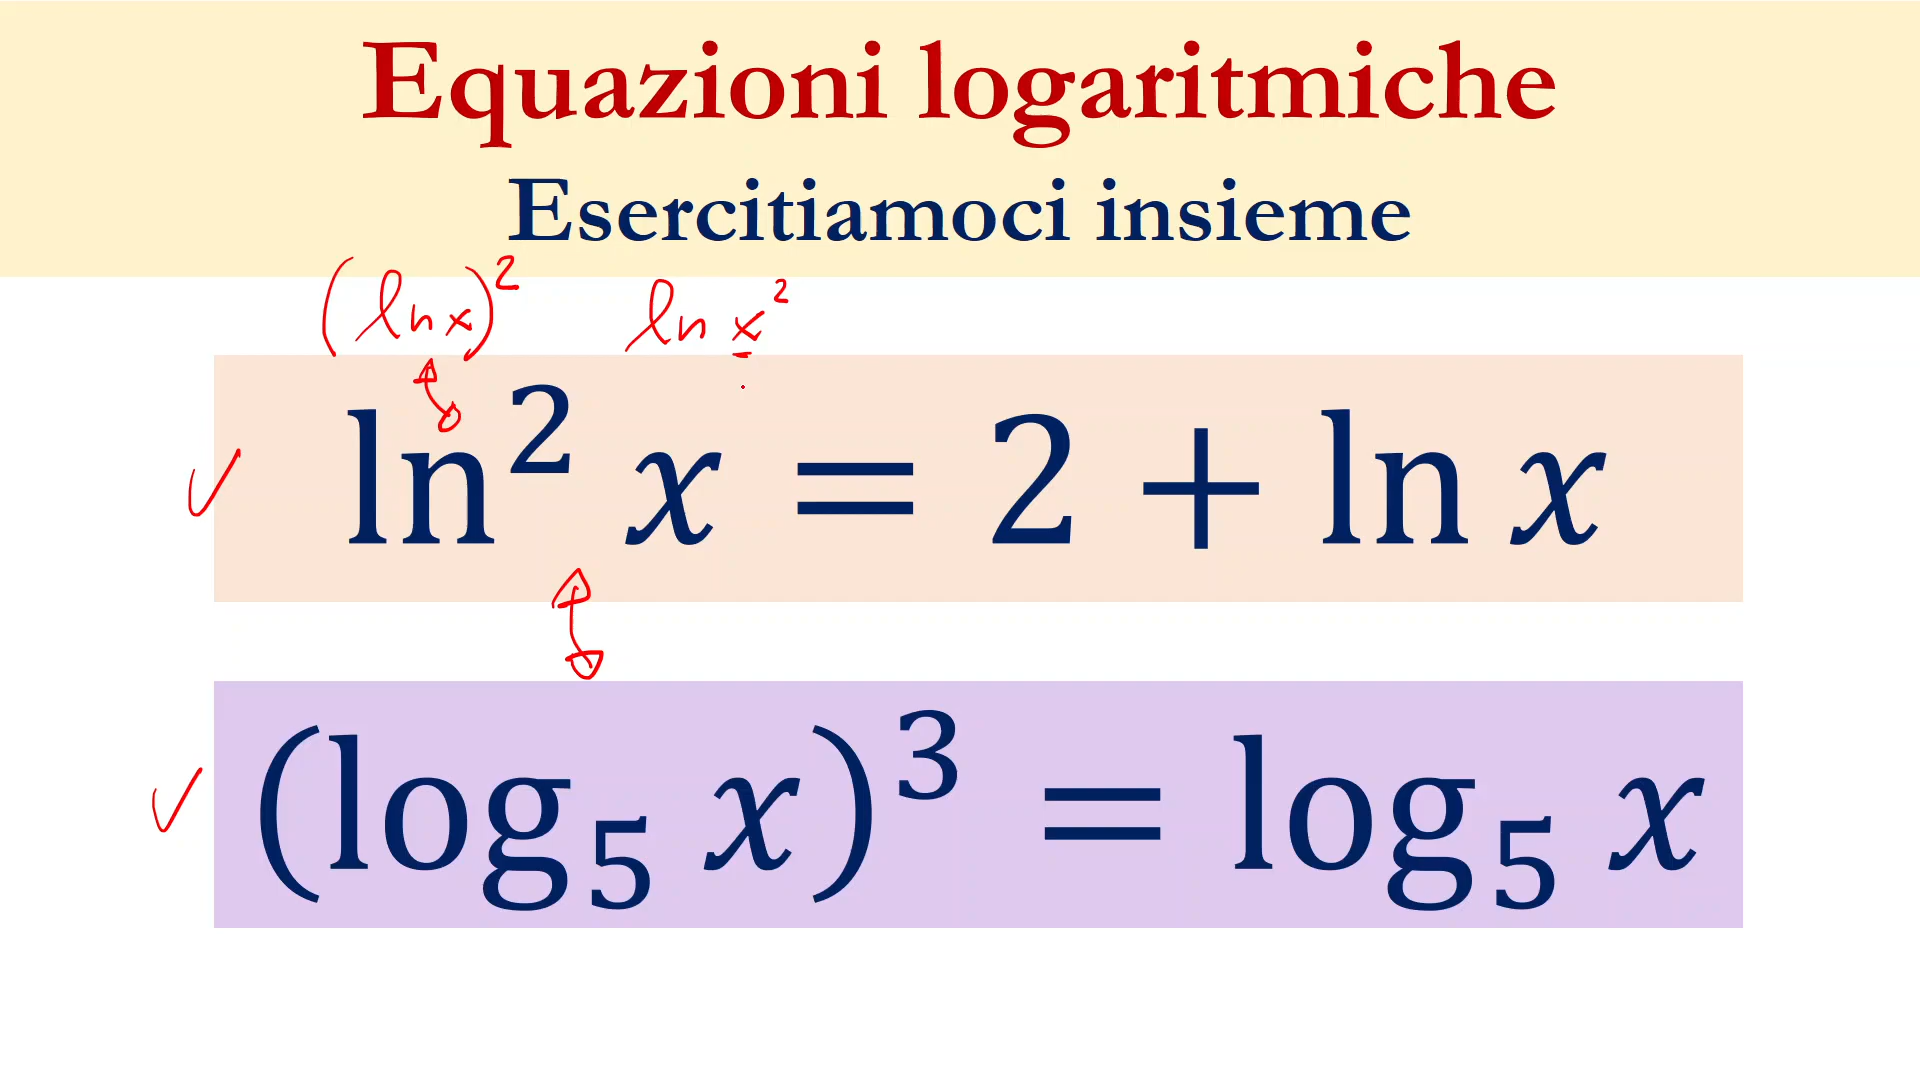 Equazioni logaritmiche
Esercitiamoci insieme
(ln x)² ln x²
ln² x = 2 + ln x
(log₅ x)³ = log₅ x